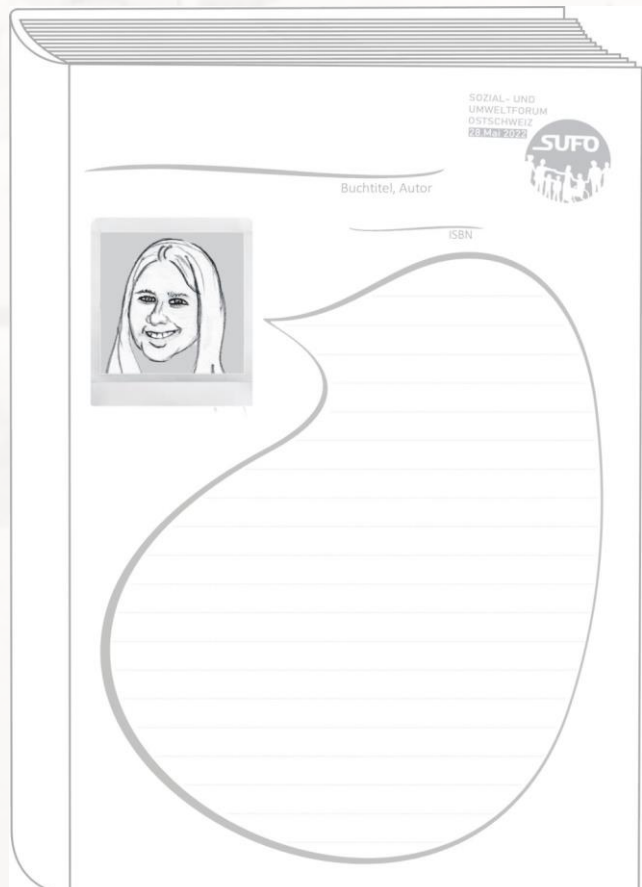 SOZIAL- UND
UMWELTFORUM
OSTSCHWEIZ
28.Mai 2022
SUFO
Buchtitel, Autor
ISBN